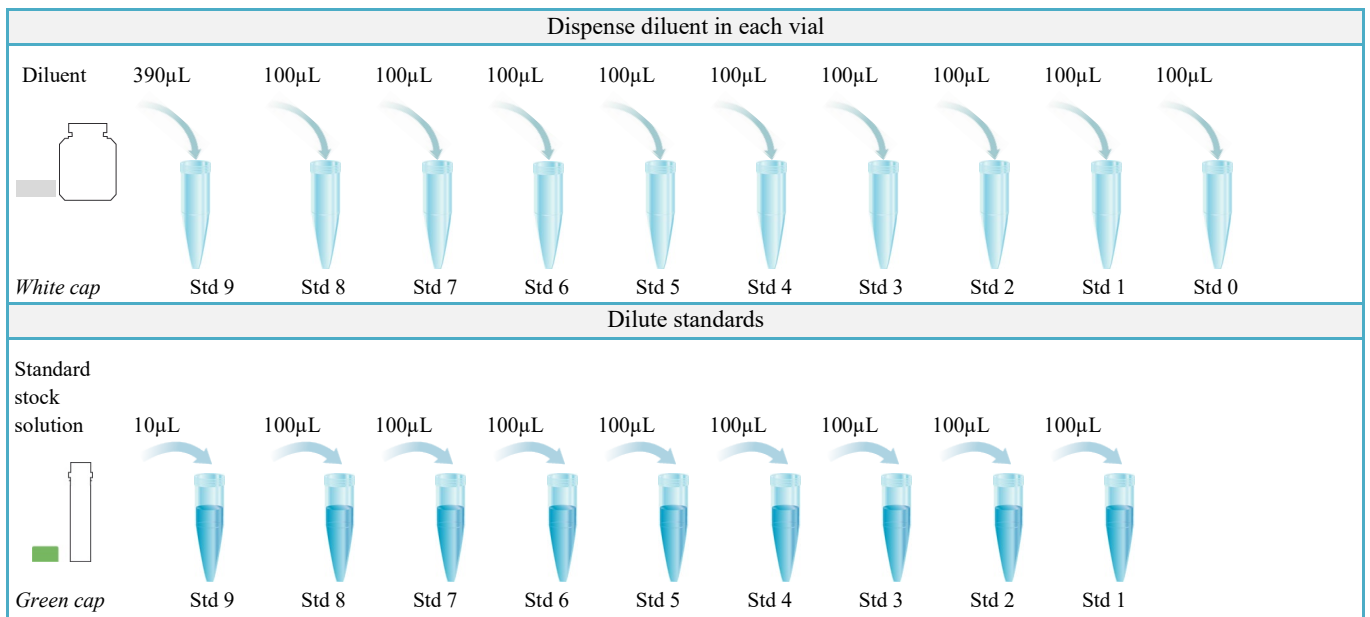 Dispense diluent in each vial
Diluent 390µL 100µL 100µL 100µL 100µL 100µL 100µL 100µL 100µL 100µL
White cap Std 9 Std 8 Std 7 Std 6 Std 5 Std 4 Std 3 Std 2 Std 1 Std 0
Dilute standards
Standard
stock
solution 10µL 100µL 100µL 100µL 100µL 100µL 100µL 100µL 100µL
Green cap Std 9 Std 8 Std 7 Std 6 Std 5 Std 4 Std 3 Std 2 Std 1